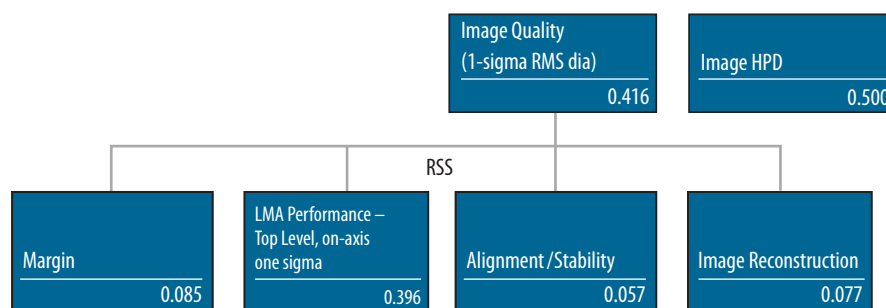 Image Quality
(1-sigma RMS dia)
0.416
Image HPD
0.500
RSS
Margin
0.085
LMA Performance –
Top Level, on-axis
one sigma
0.396
Alignment /Stability
0.057
Image Reconstruction
0.077